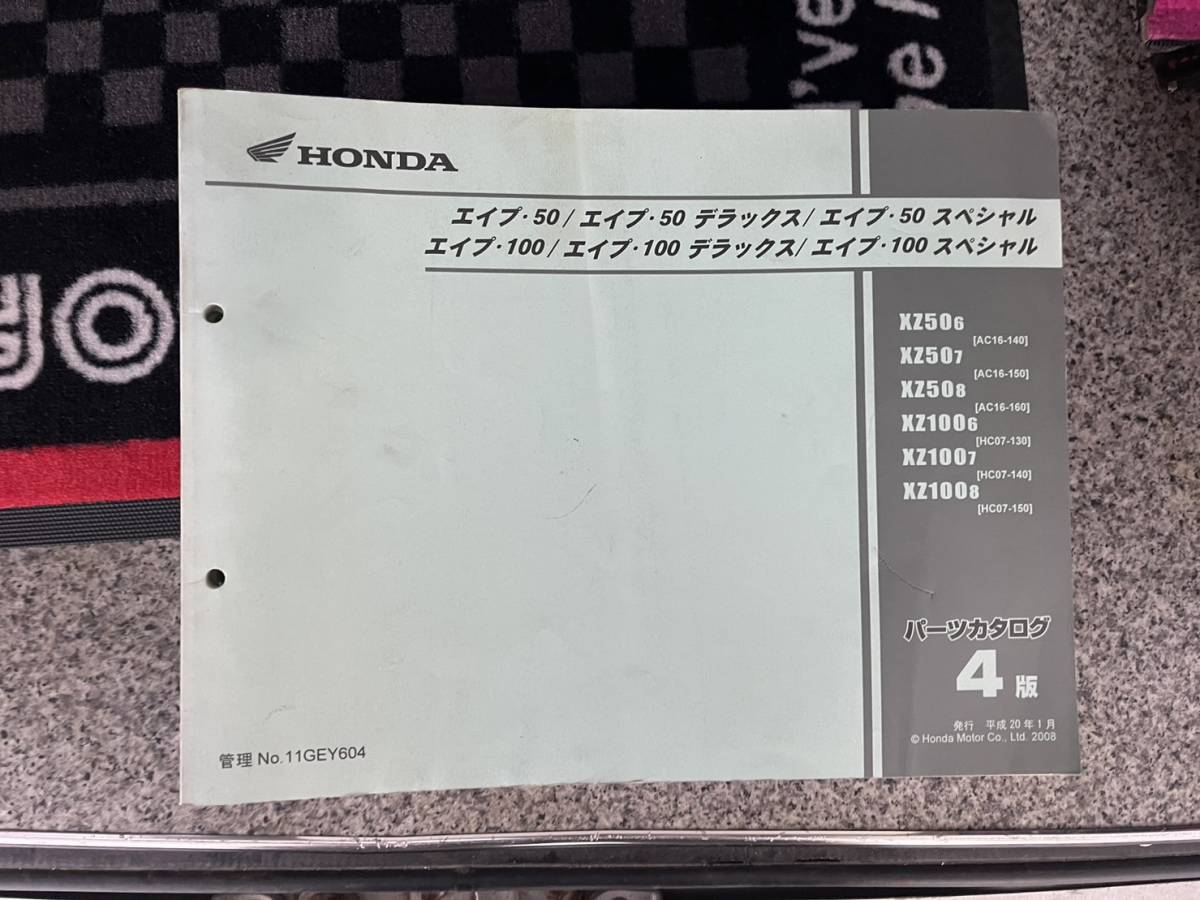 've
HONDA
エイプ・50 / エイプ・50 デラックス / エイプ・50 スペシャル
エイプ・100 / エイプ・100 デラックス / エイプ・100 スペシャル
XZ506
[AC16-140]
XZ507
[AC16-150]
XZ508
[AC16-160]
XZ1006
[HC07-130]
XZ1007
[HC07-140]
XZ1008
[HC07-150]
パーツカタログ
4 版
発行 平成 20 年 1 月
© Honda Motor Co., Ltd. 2008
管理 No.11GEY604